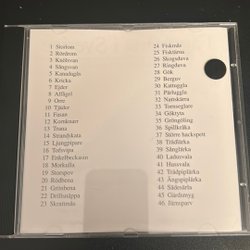 1 Storlom
2 Rördrom
3 Knölsvan
4 Sångsvan
5 Kanadagås
6 Kricka
7 Ejder
8 Alfågel
9 Orre
10 Tjäder
11 Fasan
12 Kornknarr
13 Trana
14 Strandskata
15 Ljungpipare
16 Tofsvipa
17 Enkelbeckasin
18 Morkulla
19 Storspov
20 Rödbena
21 Grönbena
22 Drillsnäppa
23 Skrattmås
24 Fiskmås
25 Fisktärna
26 Skogsduva
27 Ringduva
28 Gök
29 Berguv
30 Kattuggla
31 Pärluggla
32 Nattskärra
33 Tornseglare
34 Göktyta
35 Gröngöling
36 Spillkråka
37 Större hackspett
38 Trädlärka
39 Sånglärka
40 Ladusvala
41 Hussvala
42 Trädpiplärka
43 Ängspiplärka
44 Sädesärla
45 Gärdsmyg
46 Järnsparv